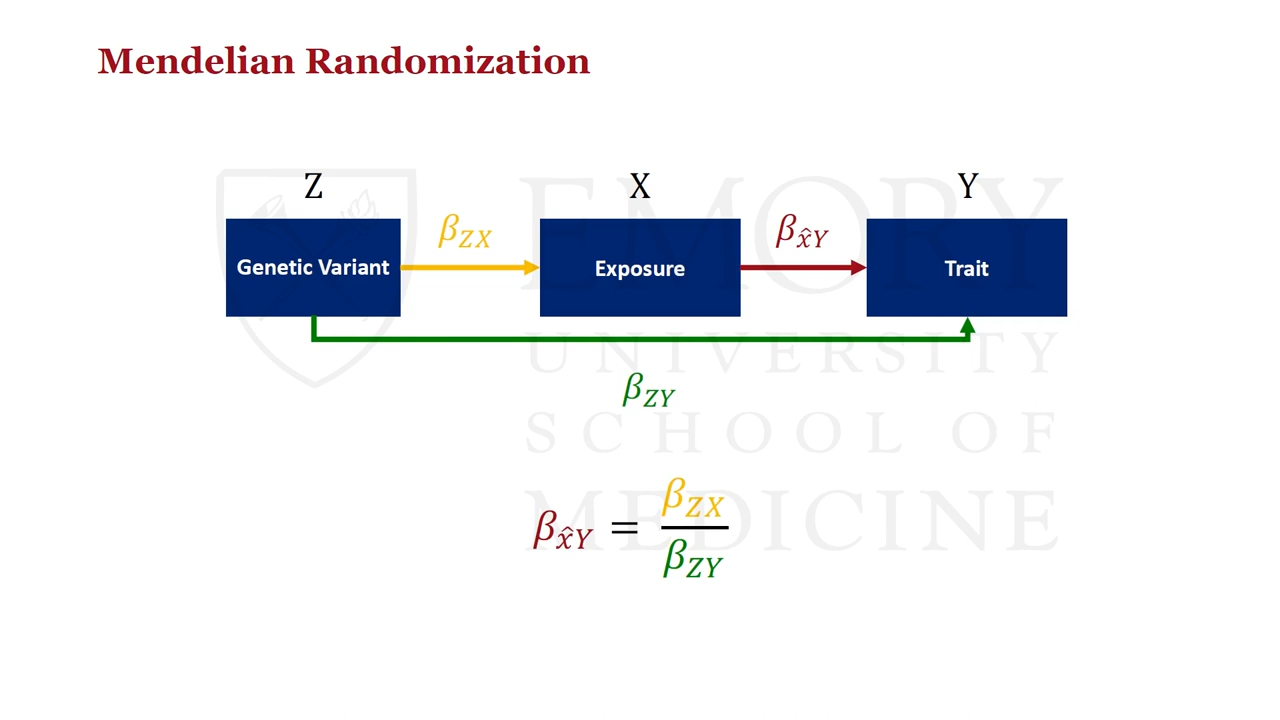 Mendelian Randomization
Z X Y
β_ZX β_x̂Y
Genetic Variant Exposure Trait
β_ZY
β_x̂Y = β_ZX / β_ZY
EMORY
UNIVERSITY
SCHOOL OF
MEDICINE